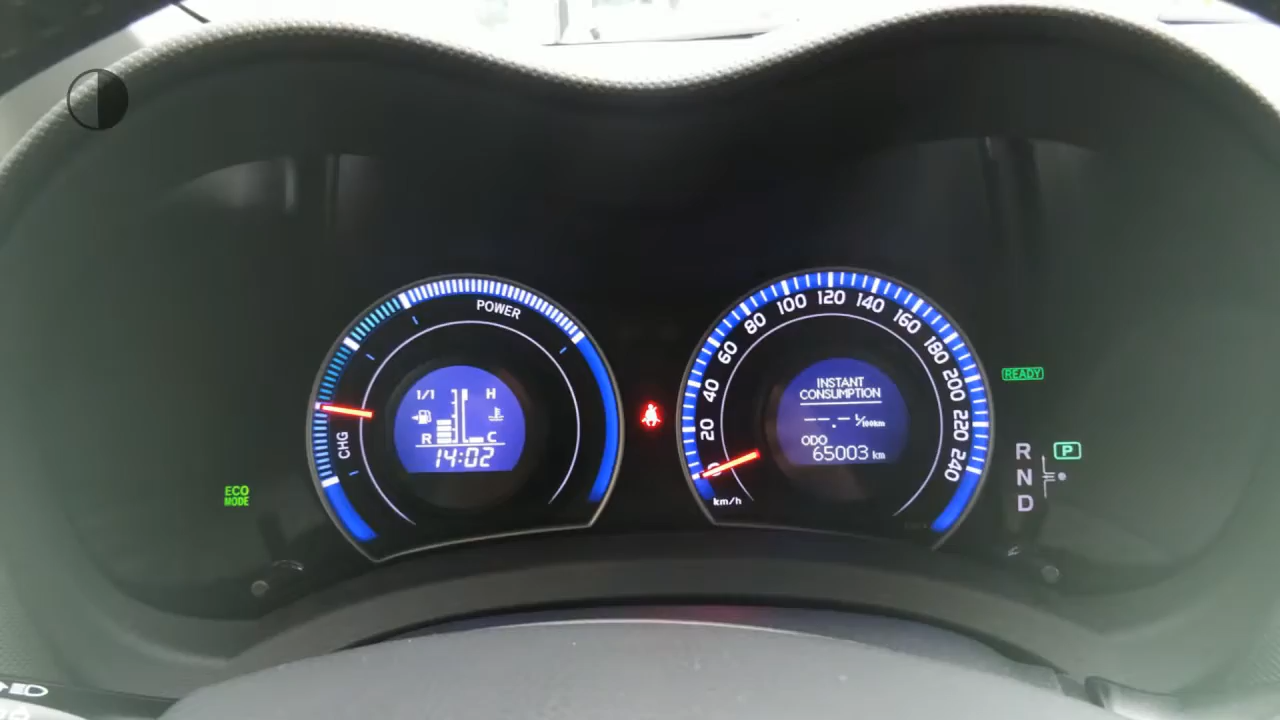 POWER
CHG
1/1 H
R C
14:02
ECO
MODE
0
20
40
60
80
100
120
140
160
180
200
220
240
km/h
INSTANT
CONSUMPTION
--.- L/100km
ODO
65003 km
READY
R P
N
D